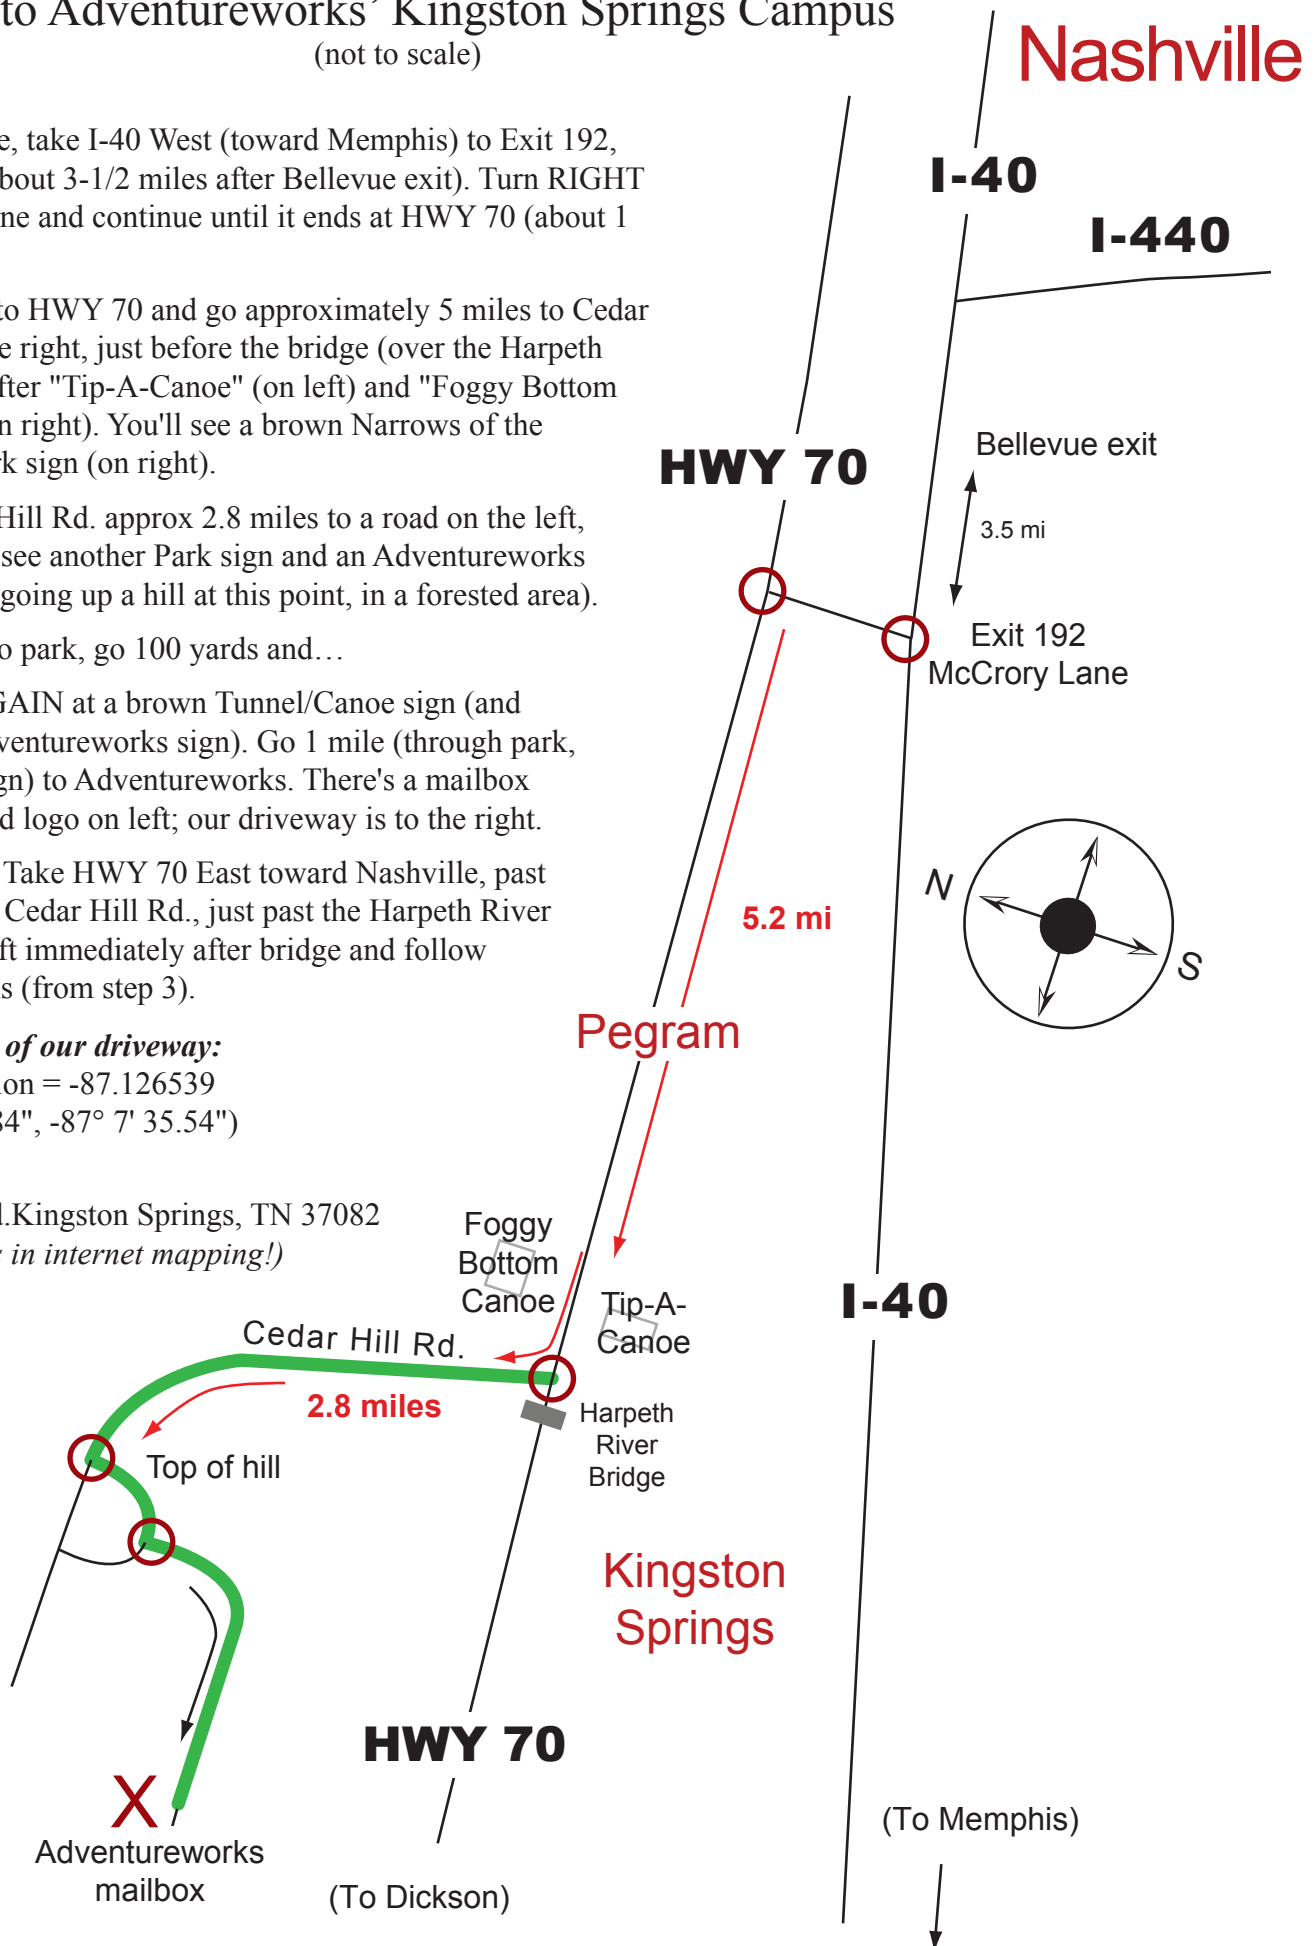 to Adventureworks’ Kingston Springs Campus
(not to scale)
e, take I-40 West (toward Memphis) to Exit 192,
bout 3-1/2 miles after Bellevue exit). Turn RIGHT
ne and continue until it ends at HWY 70 (about 1
to HWY 70 and go approximately 5 miles to Cedar
e right, just before the bridge (over the Harpeth
fter "Tip-A-Canoe" (on left) and "Foggy Bottom
n right). You'll see a brown Narrows of the
rk sign (on right).
Hill Rd. approx 2.8 miles to a road on the left,
see another Park sign and an Adventureworks
going up a hill at this point, in a forested area).
o park, go 100 yards and…
GAIN at a brown Tunnel/Canoe sign (and
ventureworks sign). Go 1 mile (through park,
gn) to Adventureworks. There's a mailbox
d logo on left; our driveway is to the right.
Take HWY 70 East toward Nashville, past
Cedar Hill Rd., just past the Harpeth River
ft immediately after bridge and follow
s (from step 3).
of our driveway:
on = -87.126539
34", -87° 7' 35.54")
d.Kingston Springs, TN 37082
in internet mapping!)
Nashville
I-40
I-440
HWY 70
Bellevue exit
3.5 mi
Exit 192
McCrory Lane
N
S
5.2 mi
Pegram
Foggy
Bottom
Canoe
Tip-A-
Canoe
I-40
Cedar Hill Rd.
2.8 miles
Harpeth
River
Bridge
Top of hill
Kingston
Springs
HWY 70
X
Adventureworks
mailbox
(To Dickson)
(To Memphis)